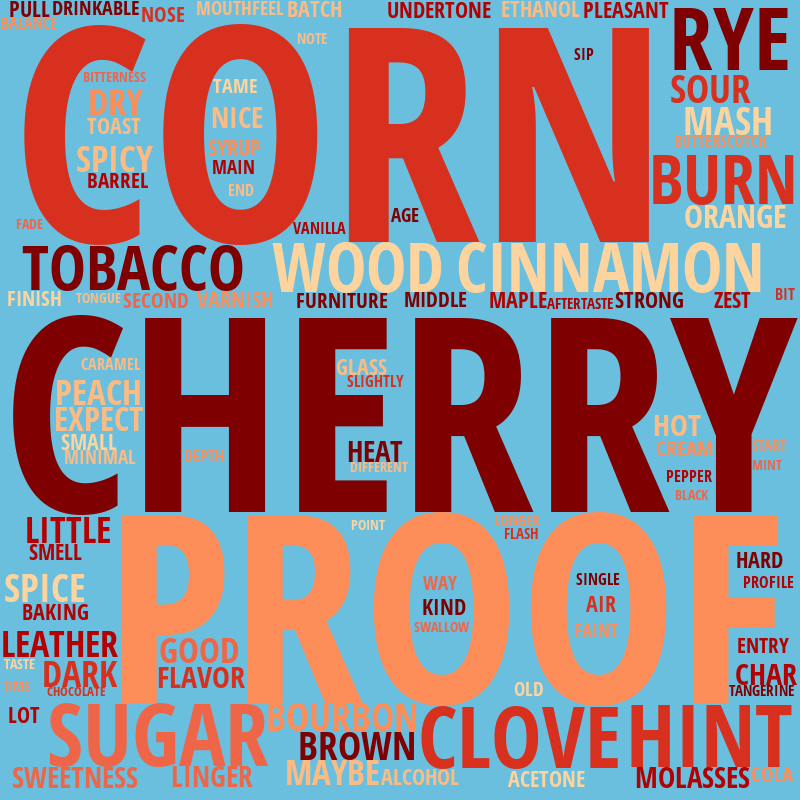 PULL DRINKABLE NOSE MOUTHFEEL BATCH UNDERTONE ETHANOL PLEASANT
BALANCE
CORN
NOTE
SIP
RYE
BITTERNESS
TAME
SOUR
DRY
NICE
MASH
TOAST
SYRUP
BUTTERSCOTCH
SPICY
MAIN
BURN
BARREL
END
ORANGE
FADE
VANILLA
AGE
TOBACCO WOOD CINNAMON
FINISH TONGUE SECOND VARNISH FURNITURE MIDDLE MAPLE AFTERTASTE STRONG ZEST BIT
CHERRY
CARAMEL
GLASS
SLIGHTLY
PEACH
EXPECT
HOT
SMALL
HEAT
CREAM
START
MINIMAL
DEPTH
DIFFERENT
MINT
PEPPER
BLACK
PROOF
LITTLE
POINT
LONGER
FLASH
SMELL
HARD
SPICE
WAY
SINGLE
PROFILE
BAKING
KIND
AIR
SWALLOW
FAINT
LEATHER
GOOD
ENTRY
TASTE
DARK
FLAVOR
CHAR
TIME
CHOCOLATE
OLD
TANGERINE
LOT
SUGAR
BOURBON
CLOVE
HINT
BROWN
SWEETNESS LINGER MAYBE ALCOHOL ACETONE MOLASSES COLA